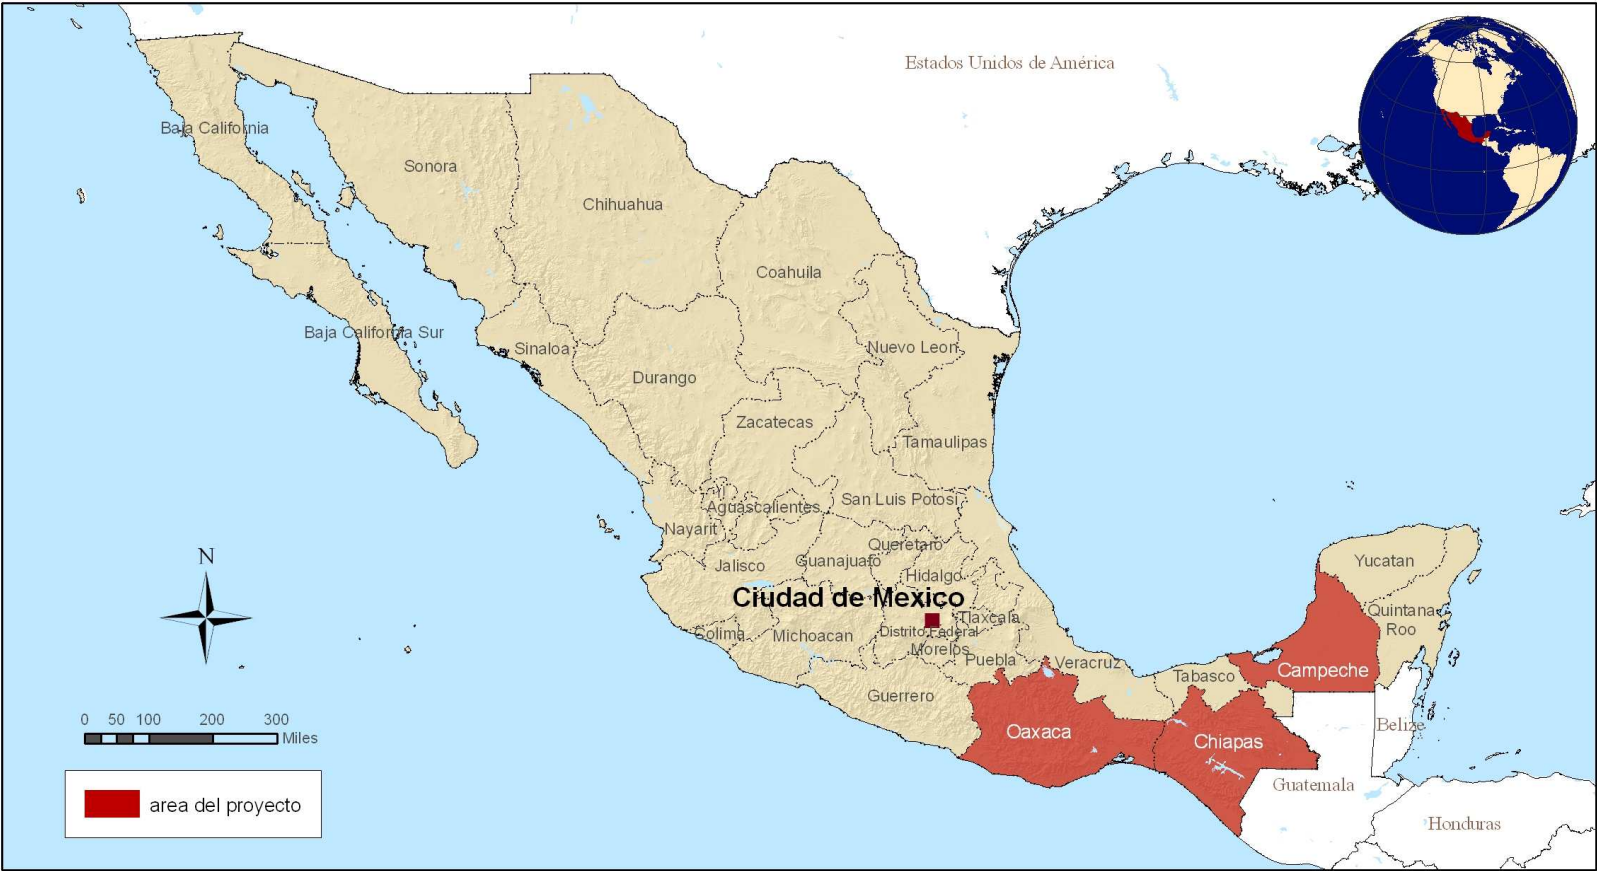 Estados Unidos de América
Baja California
Sonora
Chihuahua
Coahuila
Baja California Sur
Sinaloa
Nuevo Leon
Durango
Zacatecas
Tamaulipas
San Luis Potosi
Aguascalientes
Nayarit
Queretaro
Jalisco
Guanajuato
Hidalgo
Yucatan
Ciudad de Mexico
Quintana
Roo
Tlaxcala
Colima
Michoacan
Distrito Federal
Morelos
Puebla
Veracruz
Campeche
Tabasco
Guerrero
Oaxaca
Chiapas
Belize
Guatemala
Honduras
N
0 50 100 200 300
Miles
area del proyecto